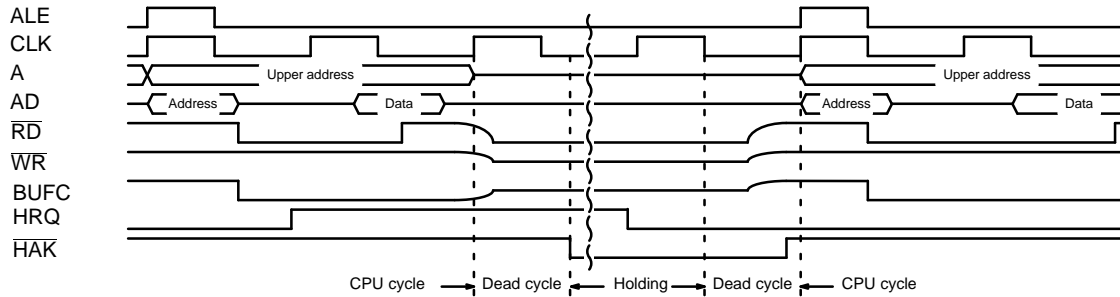 ALE
CLK
A Upper address Upper address
AD Address Data Address Data
RD
WR
BUFC
HRQ
HAK
CPU cycle Dead cycle Holding Dead cycle CPU cycle